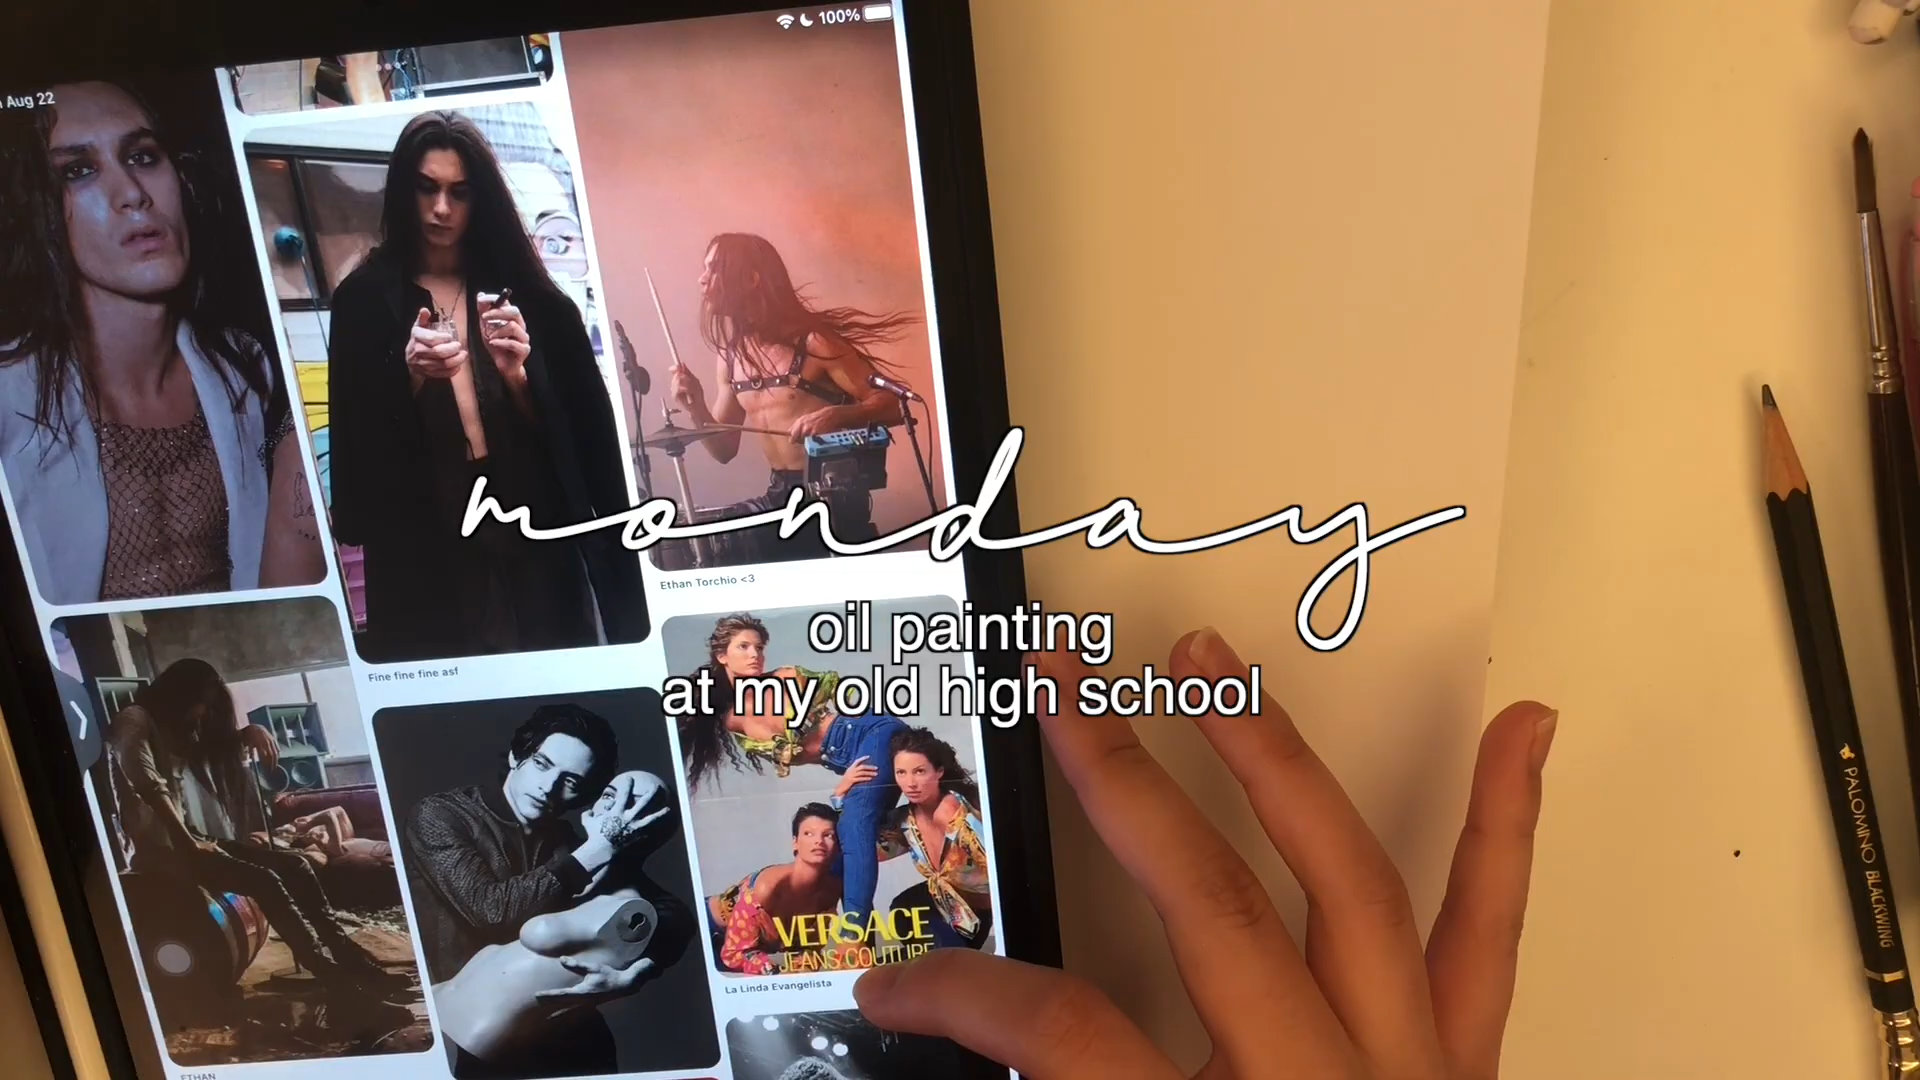 100%
Aug 22
Ethan Torchio <3
monday
oil painting
at my old high school
Fine fine fine asf
VERSACE
JEANS COUTURE
La Linda Evangelista
ETHAN
PALOMINO BLACKWING